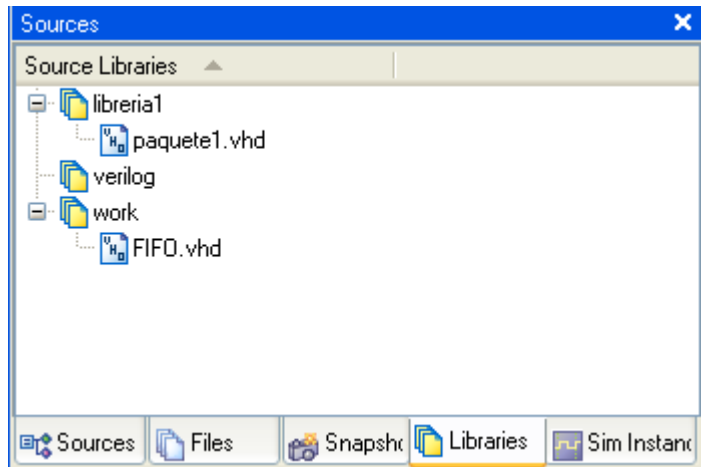 Sources
Source Libraries
libreria1
paquete1.vhd
verilog
work
FIFO.vhd
Sources Files Snapsho Libraries Sim Instanc